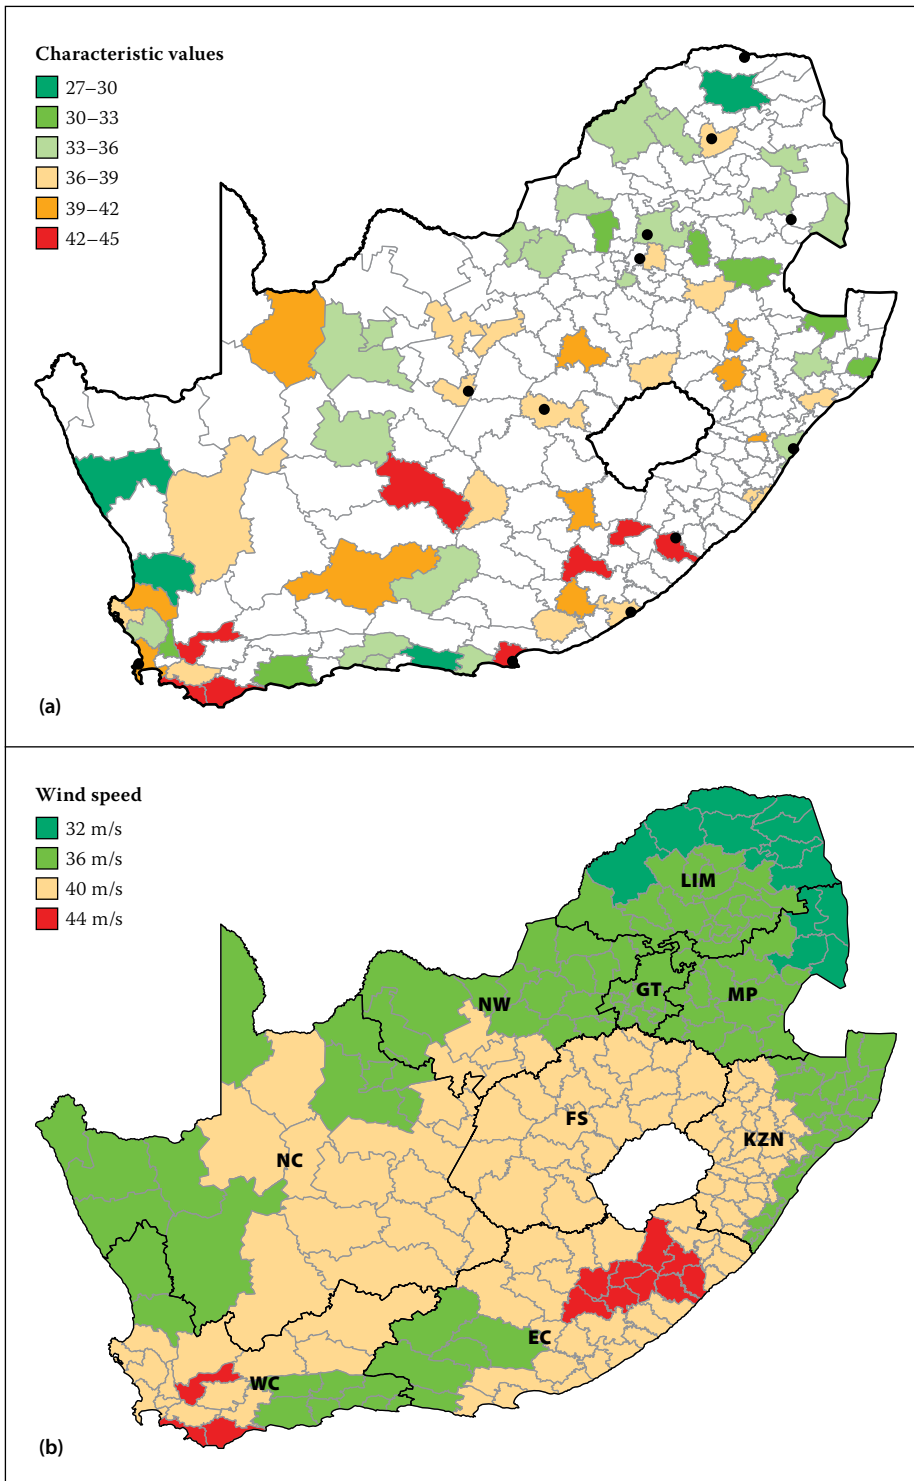 Characteristic values
27–30
30–33
33–36
36–39
39–42
42–45
(a)
Wind speed
32 m/s
36 m/s
40 m/s
44 m/s
LIM
GT
MP
NW
FS
KZN
NC
EC
WC
(b)